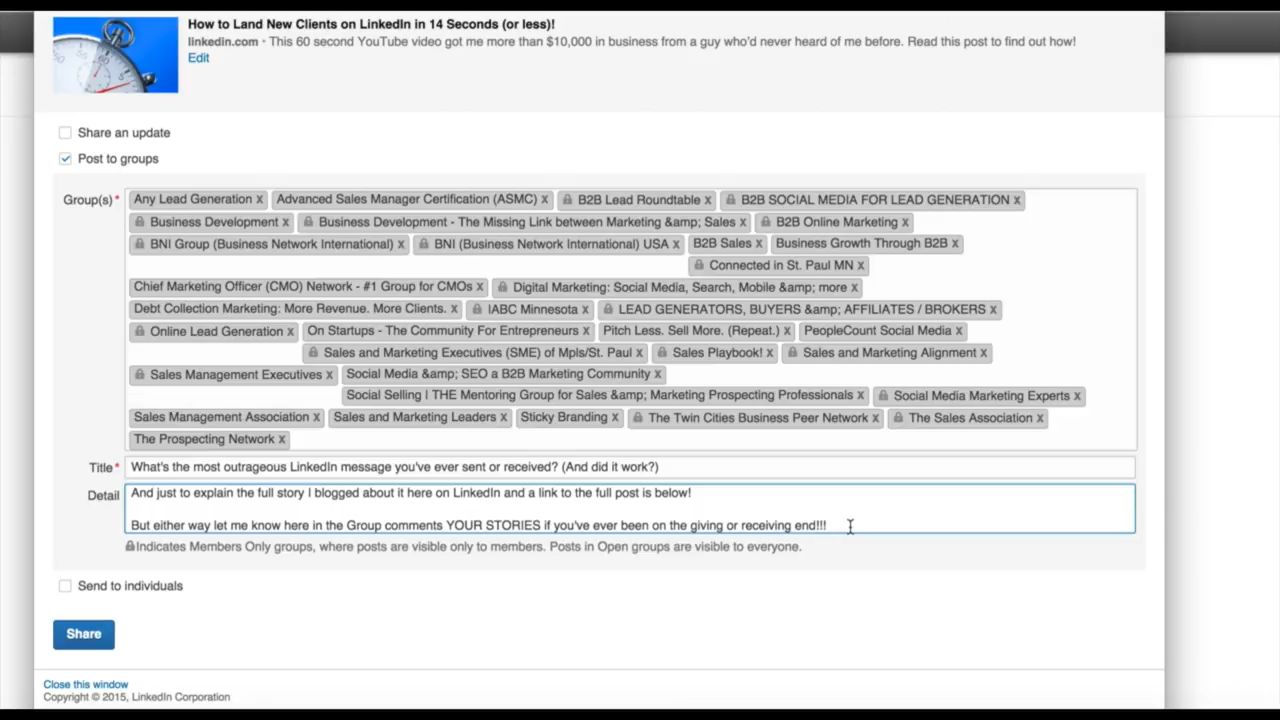 How to Land New Clients on LinkedIn in 14 Seconds (or less)!
linkedin.com · This 60 second YouTube video got me more than $10,000 in business from a guy who'd never heard of me before. Read this post to find out how!
Edit
Share an update
Post to groups
Group(s)* Any Lead Generation x Advanced Sales Manager Certification (ASMC) x B2B Lead Roundtable x B2B SOCIAL MEDIA FOR LEAD GENERATION x
Business Development x Business Development - The Missing Link between Marketing &amp; Sales x B2B Online Marketing x
BNI Group (Business Network International) x BNI (Business Network International) USA x B2B Sales x Business Growth Through B2B x
Connected in St. Paul MN x
Chief Marketing Officer (CMO) Network - #1 Group for CMOs x Digital Marketing: Social Media, Search, Mobile &amp; more x
Debt Collection Marketing: More Revenue. More Clients. x IABC Minnesota x LEAD GENERATORS, BUYERS &amp; AFFILIATES / BROKERS x
Online Lead Generation x On Startups - The Community For Entrepreneurs x Pitch Less. Sell More. (Repeat.) x PeopleCount Social Media x
Sales and Marketing Executives (SME) of Mpls/St. Paul x Sales Playbook! x Sales and Marketing Alignment x
Sales Management Executives x Social Media &amp; SEO a B2B Marketing Community x
Social Selling | THE Mentoring Group for Sales &amp; Marketing Prospecting Professionals x Social Media Marketing Experts x
Sales Management Association x Sales and Marketing Leaders x Sticky Branding x The Twin Cities Business Peer Network x The Sales Association x
The Prospecting Network x
Title* What's the most outrageous LinkedIn message you've ever sent or received? (And did it work?)
Detail And just to explain the full story I blogged about it here on LinkedIn and a link to the full post is below!
But either way let me know here in the Group comments YOUR STORIES if you've ever been on the giving or receiving end!!!
Indicates Members Only groups, where posts are visible only to members. Posts in Open groups are visible to everyone.
Send to individuals
Share
Close this window
Copyright © 2015, LinkedIn Corporation